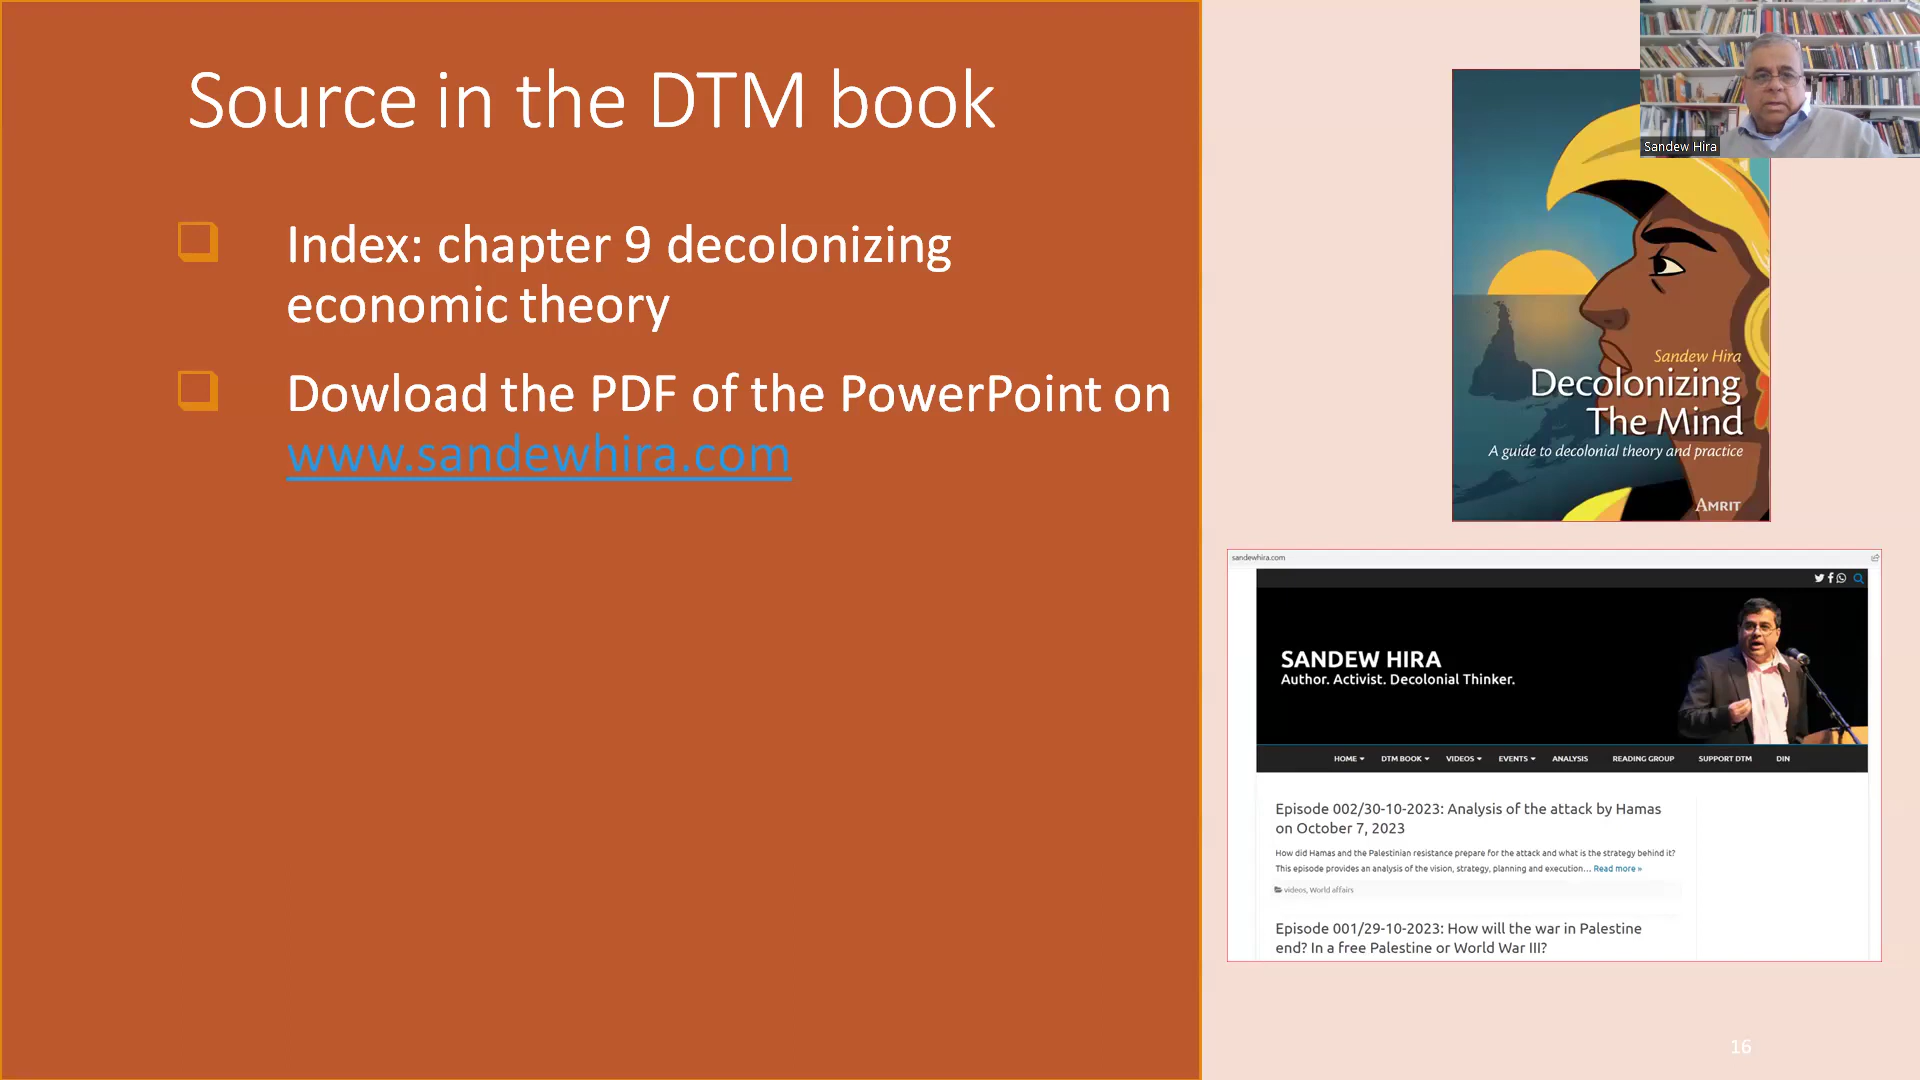 Source in the DTM book
Index: chapter 9 decolonizing
economic theory
Dowload the PDF of the PowerPoint on
www.sandewhira.com
Sandew Hira
Sandew Hira
Decolonizing
The Mind
A guide to decolonial theory and practice
AMRIT
sandewhira.com
SANDEW HIRA
Author. Activist. Decolonial Thinker.
HOME DTM BOOK VIDEOS EVENTS ANALYSIS READING GROUP SUPPORT DTM DIN
Episode 002/30-10-2023: Analysis of the attack by Hamas
on October 7, 2023
How did Hamas and the Palestinian resistance prepare for the attack and what is the strategy behind it?
This episode provides an analysis of the vision, strategy, planning and execution... Read more »
videos, World affairs
Episode 001/29-10-2023: How will the war in Palestine
end? In a free Palestine or World War III?
16